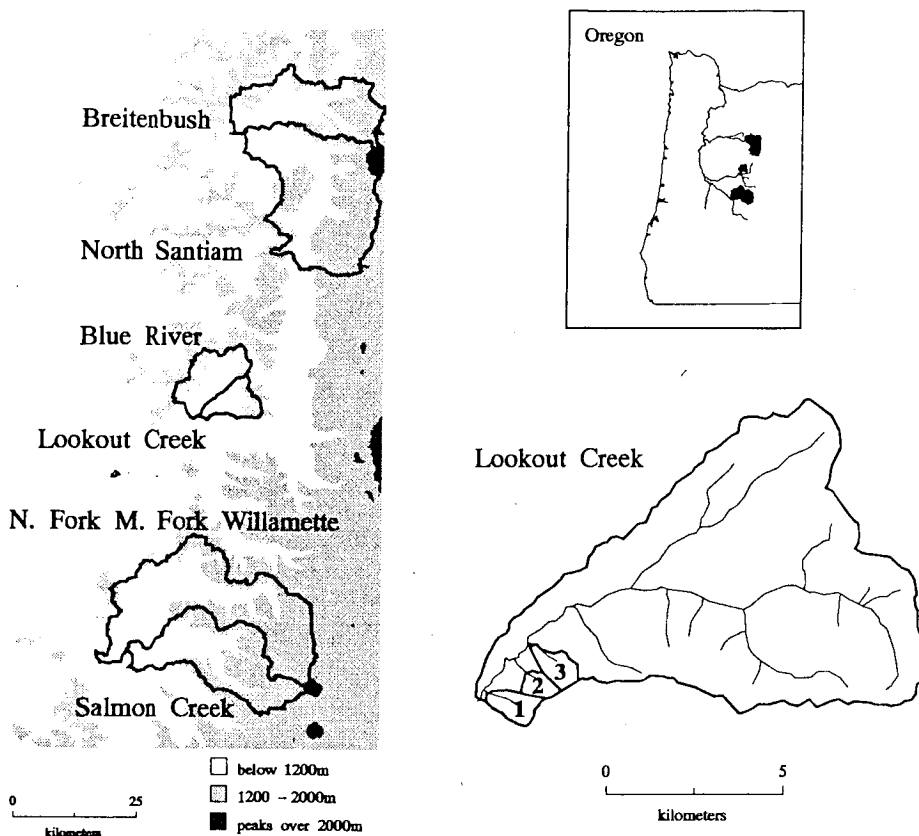 Breitenbush
North Santiam
Blue River
Lookout Creek
N. Fork M. Fork Willamette
Salmon Creek
below 1200m
1200 - 2000m
peaks over 2000m
0 25
kilometers
Oregon
Lookout Creek
3
2
1
0 5
kilometers